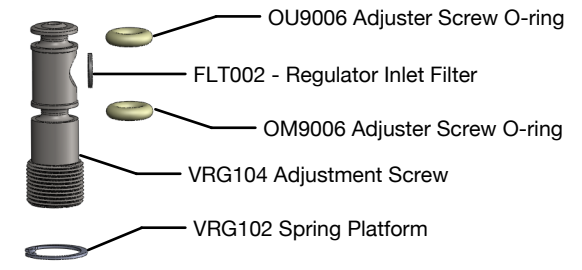 OU9006 Adjuster Screw O-ring
FLT002 - Regulator Inlet Filter
OM9006 Adjuster Screw O-ring
VRG104 Adjustment Screw
VRG102 Spring Platform